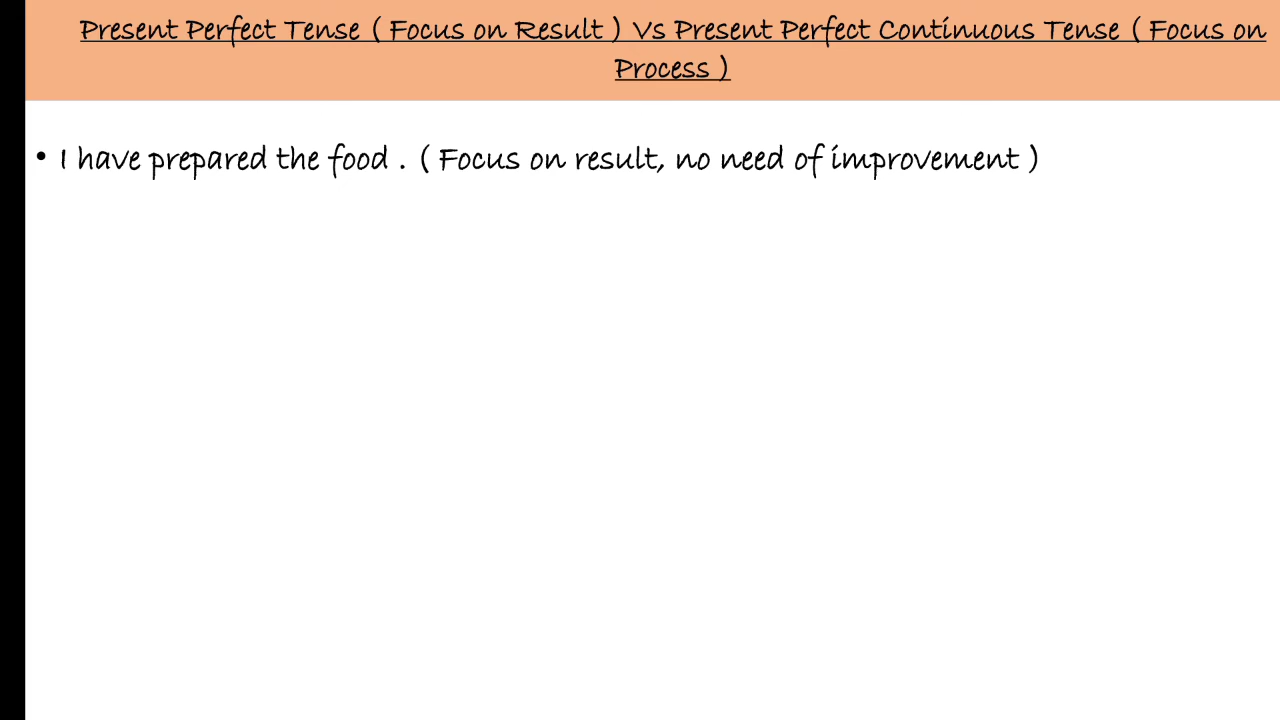 Present Perfect Tense ( Focus on Result ) Vs Present Perfect Continuous Tense ( Focus on
Process )
• I have prepared the food . ( Focus on result, no need of improvement )